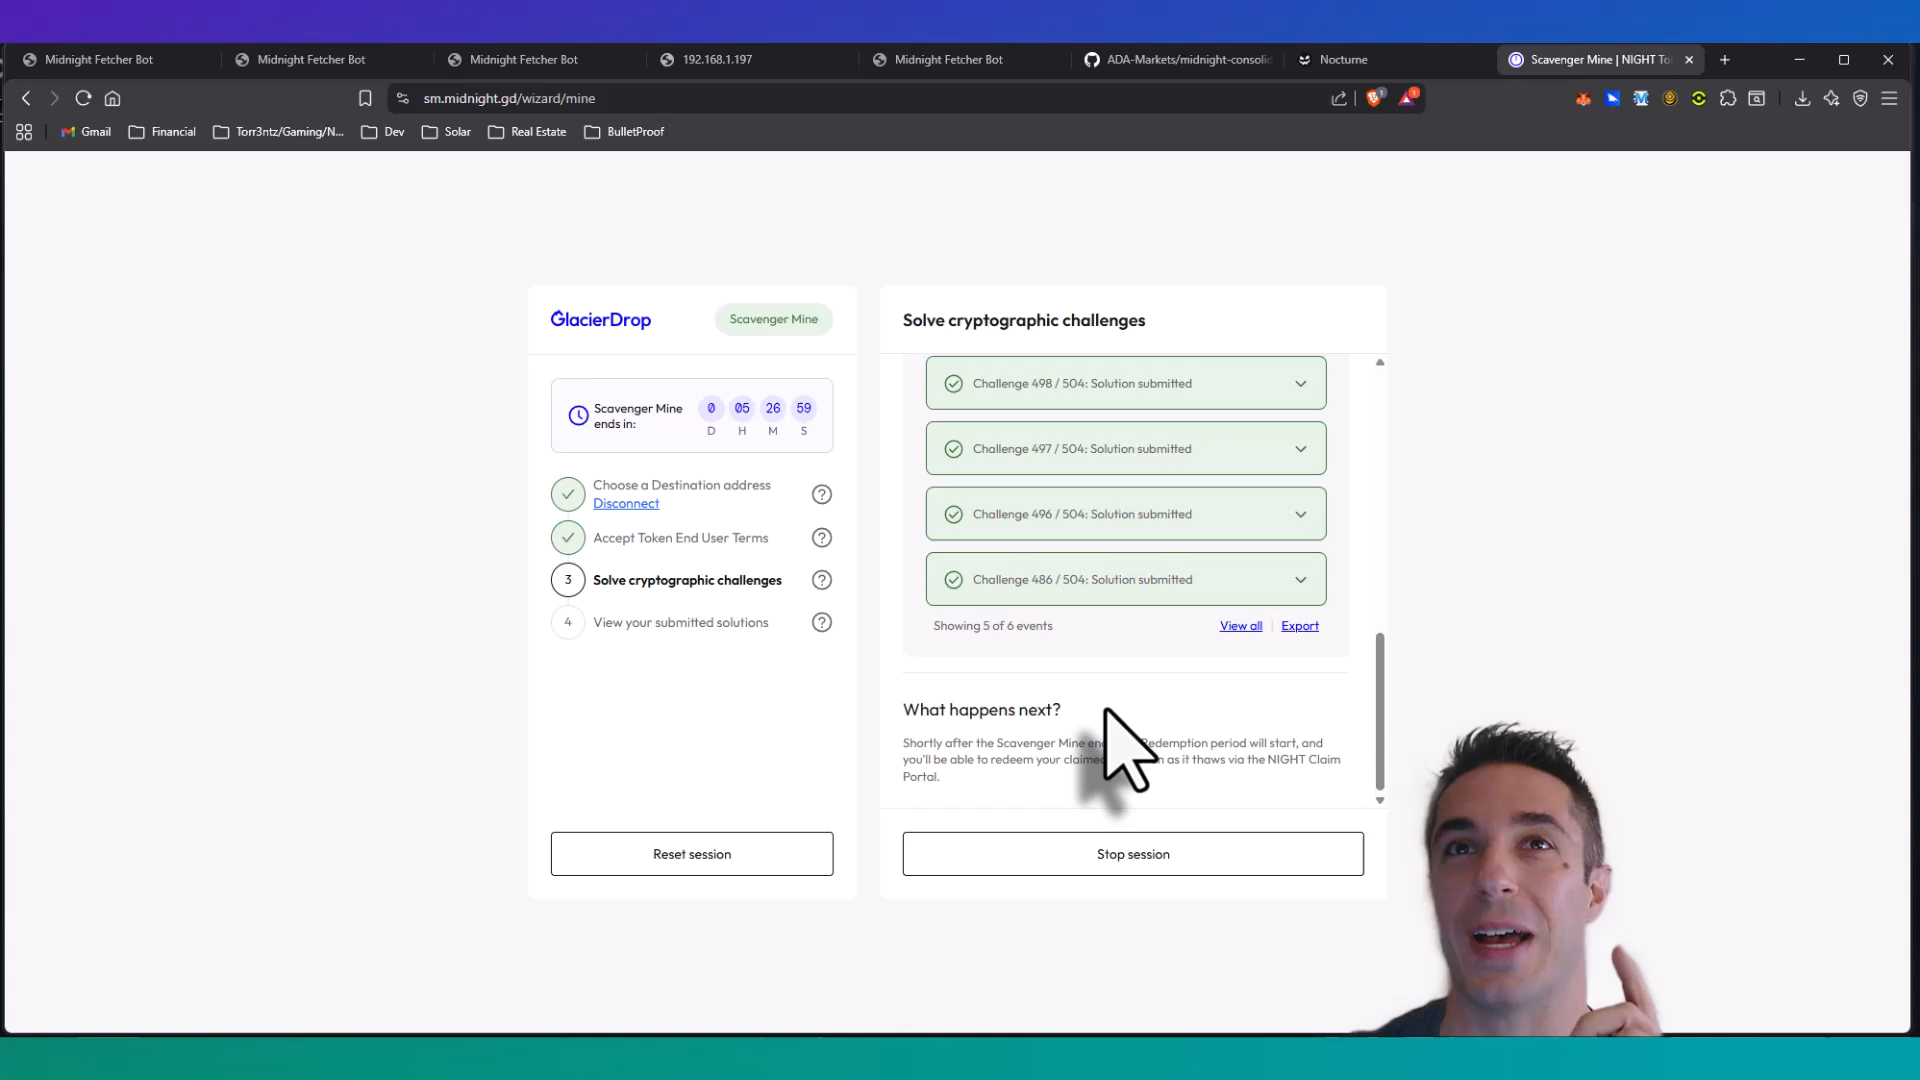 Midnight Fetcher Bot
Midnight Fetcher Bot
Midnight Fetcher Bot
192.168.1.197
Midnight Fetcher Bot
ADA-Markets/midnight-consolid
Nocturne
Scavenger Mine | NIGHT To
sm.midnight.gd/wizard/mine
1
1
Gmail
Financial
Torr3ntz/Gaming/N...
Dev
Solar
Real Estate
BulletProof
GlacierDrop
Scavenger Mine
Scavenger Mine
ends in:
0 05 26 59
D H M S
Choose a Destination address
Disconnect
Accept Token End User Terms
3 Solve cryptographic challenges
4 View your submitted solutions
Reset session
Solve cryptographic challenges
Challenge 498 / 504: Solution submitted
Challenge 497 / 504: Solution submitted
Challenge 496 / 504: Solution submitted
Challenge 486 / 504: Solution submitted
Showing 5 of 6 events
View all | Export
What happens next?
Shortly after the Scavenger Mine Redemption period will start, and
you'll be able to redeem your as it thaws via the NIGHT Claim
Portal.
Stop session